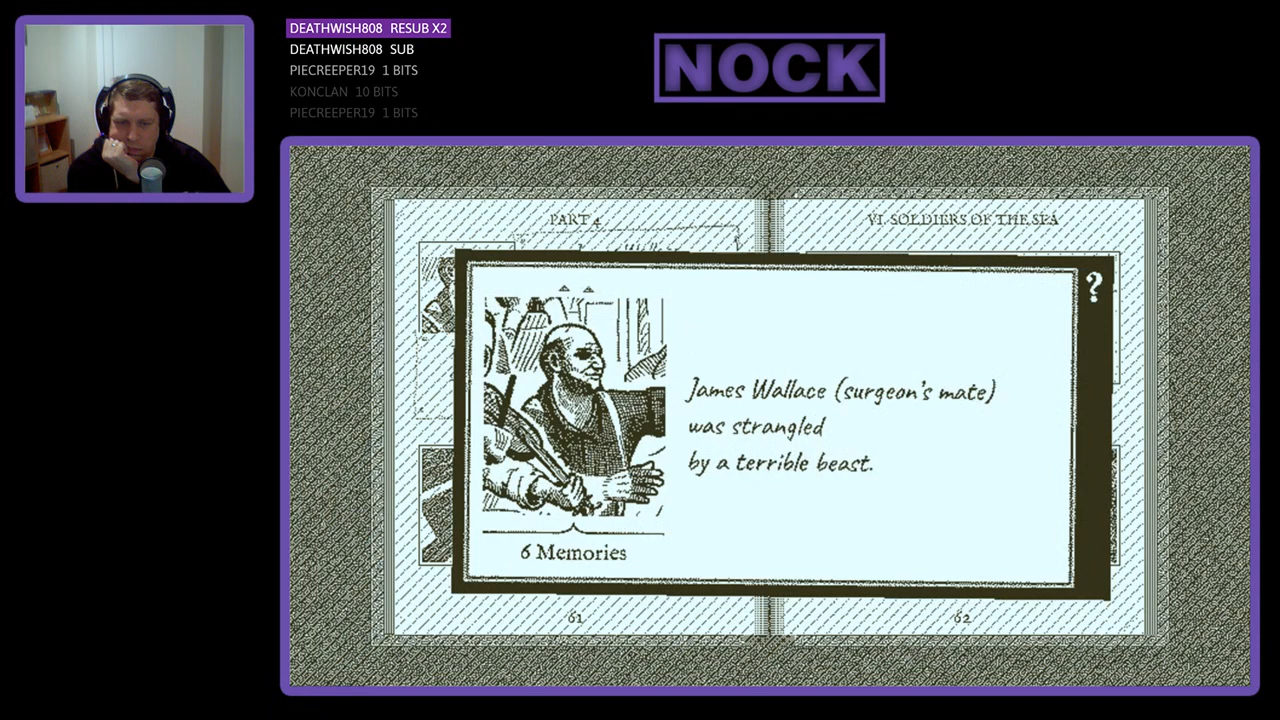 DEATHWISH808 RESUB X2
DEATHWISH808 SUB
PIECREEPER19 1 BITS
KONCLAN 10 BITS
PIECREEPER19 1 BITS
NOCK
PART 4
VI. SOLDIERS OF THE SEA
?
James Wallace (surgeon's mate)
was strangled
by a terrible beast.
6 Memories
61
62